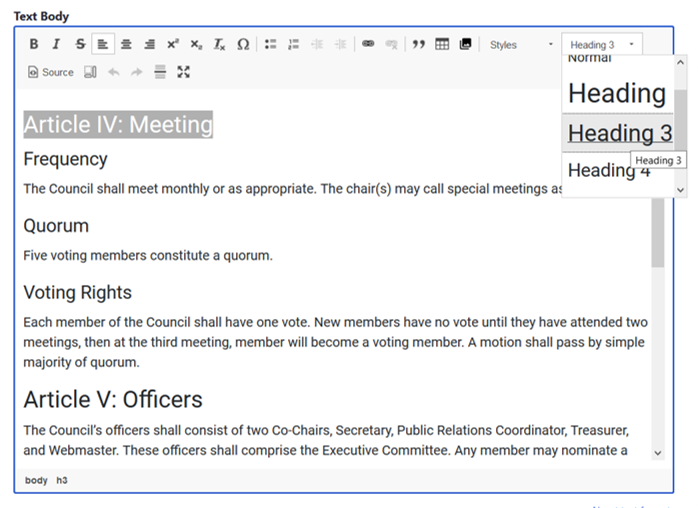 Text Body
B I S x² x₂ Tx Ω Styles Heading 3
Normal
Source
Heading
Heading 3
Heading 3
Heading 4
Article IV: Meeting
Frequency
The Council shall meet monthly or as appropriate. The chair(s) may call special meetings as
Quorum
Five voting members constitute a quorum.
Voting Rights
Each member of the Council shall have one vote. New members have no vote until they have attended two
meetings, then at the third meeting, member will become a voting member. A motion shall pass by simple
majority of quorum.
Article V: Officers
The Council's officers shall consist of two Co-Chairs, Secretary, Public Relations Coordinator, Treasurer,
and Webmaster. These officers shall comprise the Executive Committee. Any member may nominate a
body h3